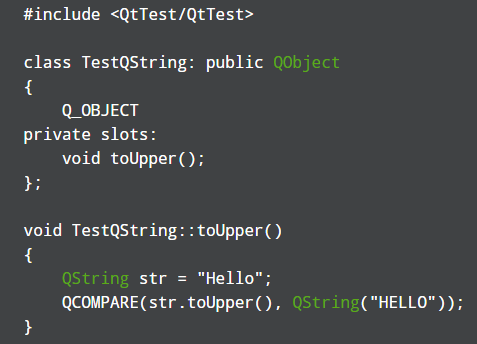 #include <QtTest/QtTest>
class TestQString: public QObject
{
    Q_OBJECT
private slots:
    void toUpper();
};
void TestQString::toUpper()
{
    QString str = "Hello";
    QCOMPARE(str.toUpper(), QString("HELLO"));
}